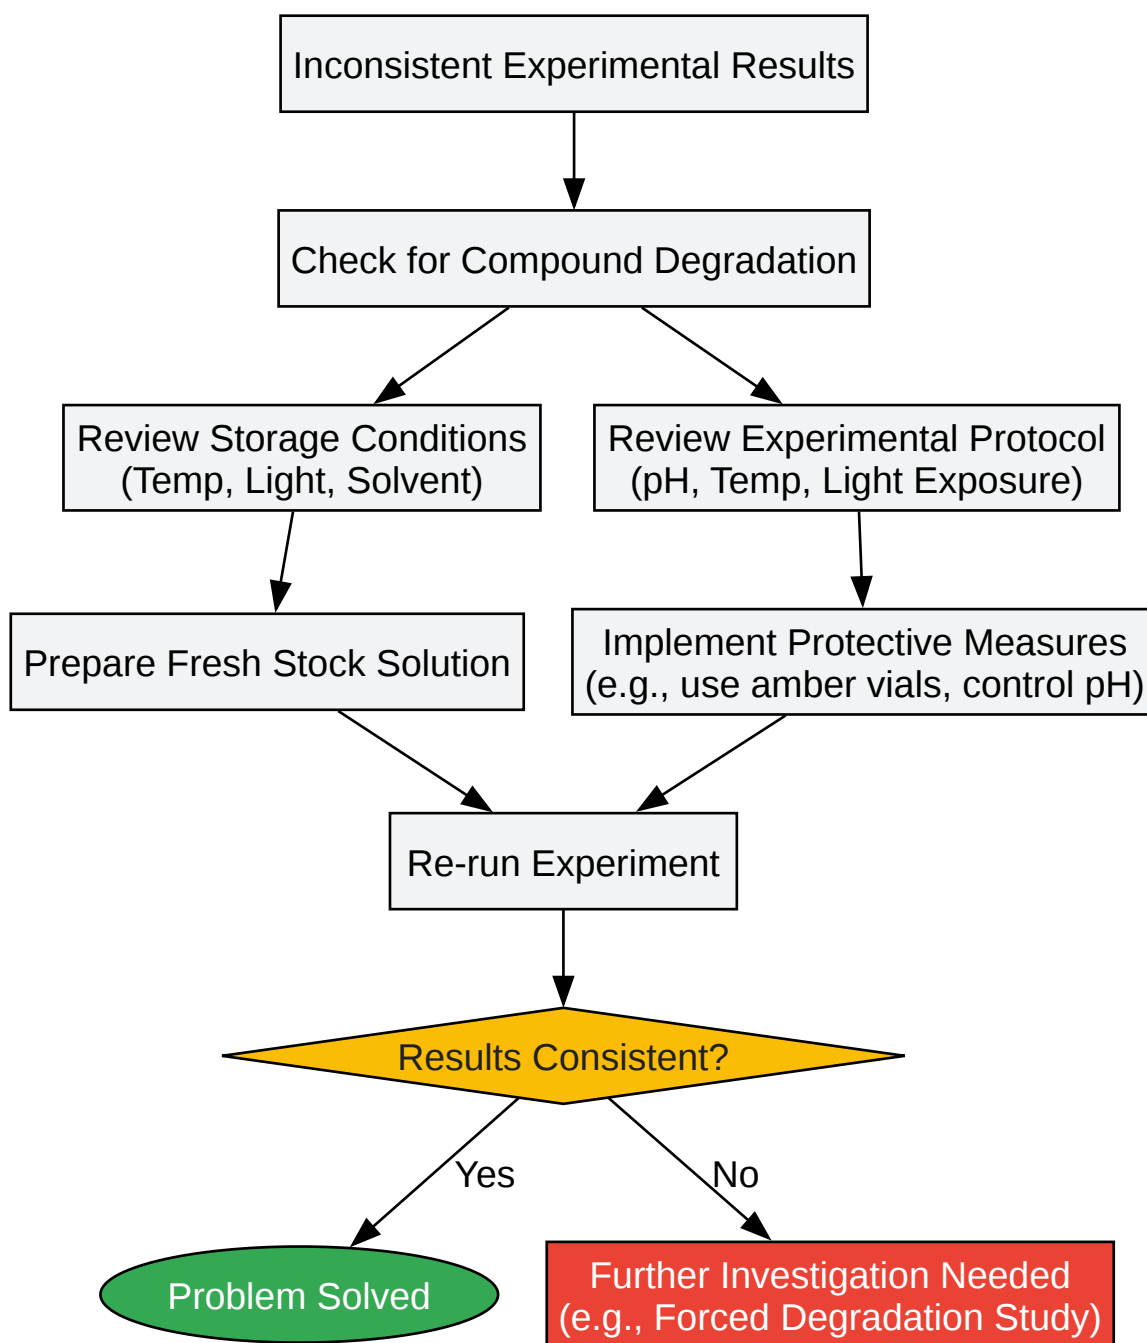 Inconsistent Experimental Results
Check for Compound Degradation
Review Storage Conditions
(Temp, Light, Solvent)
Review Experimental Protocol
(pH, Temp, Light Exposure)
Prepare Fresh Stock Solution
Implement Protective Measures
(e.g., use amber vials, control pH)
Re-run Experiment
Results Consistent?
Yes
No
Problem Solved
Further Investigation Needed
(e.g., Forced Degradation Study)